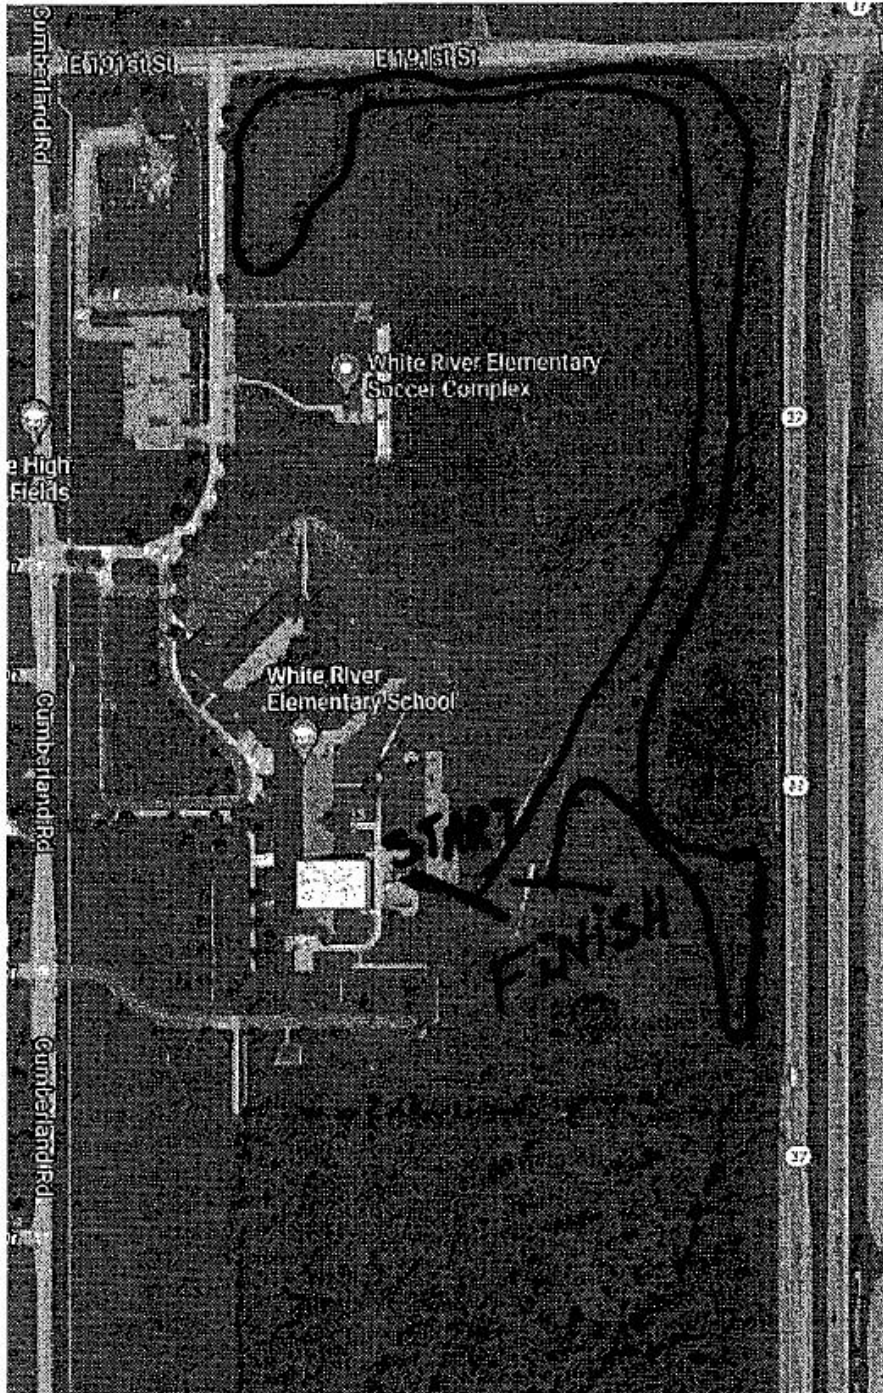 37
E 191st St
E 191st St
Cumberland Rd
White River Elementary
Soccer Complex
37
e High
Fields
White River
Elementary School
Cumberland Rd
START
FINISH
Cumberland Rd
37